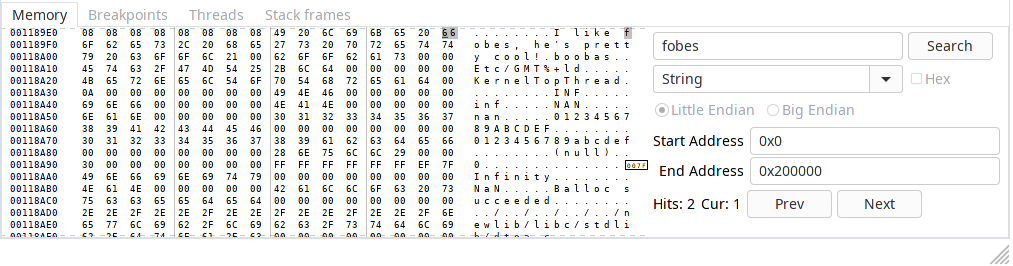 Memory Breakpoints Threads Stack frames
001189E0 08 08 08 08 08 08 08 08 49 20 6C 69 6B 65 20 66 ........I like f
001189F0 6F 62 65 73 2C 20 68 65 27 73 20 70 72 65 74 74 obes, he's prett
00118A00 79 20 63 6F 6F 6C 21 00 62 6F 6F 62 61 73 00 00 y cool!.boobas..
00118A10 45 74 63 2F 47 4D 54 25 2B 6C 64 00 00 00 00 00 Etc/GMT%+ld.....
00118A20 4B 65 72 6E 65 6C 54 6F 70 54 68 72 65 61 64 00 KernelTopThread.
00118A30 0A 00 00 00 00 00 00 00 49 4E 46 00 00 00 00 00 ........INF.....
00118A40 69 6E 66 00 00 00 00 00 4E 41 4E 00 00 00 00 00 inf.....NAN.....
00118A50 6E 61 6E 00 00 00 00 00 30 31 32 33 34 35 36 37 nan.....01234567
00118A60 38 39 41 42 43 44 45 46 00 00 00 00 00 00 00 00 89ABCDEF........
00118A70 30 31 32 33 34 35 36 37 38 39 61 62 63 64 65 66 0123456789abcdef
00118A80 00 00 00 00 00 00 00 00 28 6E 75 6C 6C 29 00 00 ........(null)..
00118A90 30 00 00 00 00 00 00 00 FF FF FF FF FF FF EF 7F 0..............007F
00118AA0 49 6E 66 69 6E 69 74 79 00 00 00 00 00 00 00 00 Infinity........
00118AB0 4E 61 4E 00 00 00 00 00 42 61 6C 6C 6F 63 20 73 NaN.....Balloc s
00118AC0 75 63 63 65 65 64 65 64 00 00 00 00 00 00 00 00 ucceeded........
00118AD0 2E 2E 2F 2E 2E 2F 2E 2E 2F 2E 2E 2F 2E 2E 2F 6E ../../../../../n
00118AE0 65 77 6C 69 62 2F 6C 69 62 63 2F 73 74 64 6C 69 ewlib/libc/stdli
fobes Search
String Hex
Little Endian Big Endian
Start Address 0x0
End Address 0x200000
Hits: 2 Cur: 1 Prev Next